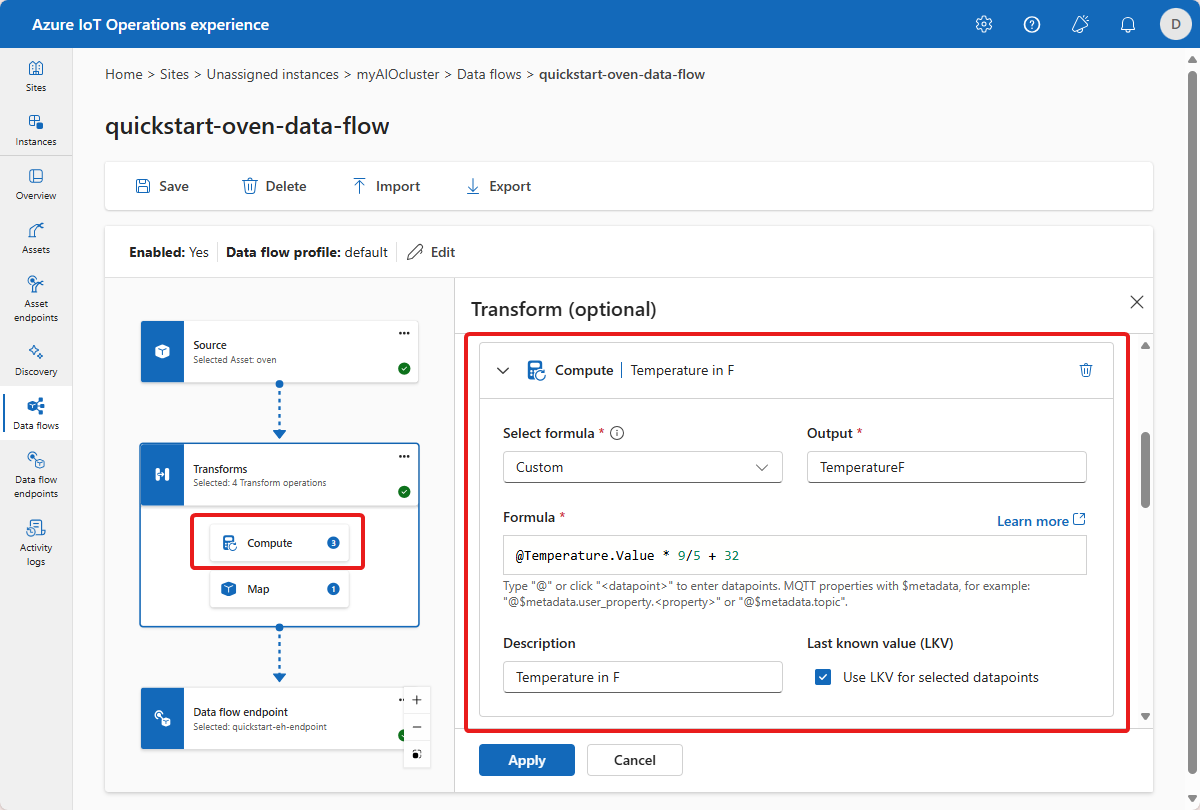 Azure IoT Operations experience
D
Sites
Instances
Overview
Assets
Asset
endpoints
Discovery
Data flows
Data flow
endpoints
Activity
logs
Home > Sites > Unassigned instances > myAIOcluster > Data flows > quickstart-oven-data-flow
quickstart-oven-data-flow
Save Delete Import Export
Enabled: Yes Data flow profile: default Edit
Source
Selected Asset: oven
Transforms
Selected: 4 Transform operations
Compute 3
Map 1
Data flow endpoint
Selected: quickstart-eh-endpoint
Transform (optional)
Compute | Temperature in F
Select formula * Output *
Custom TemperatureF
Formula * Learn more
@Temperature.Value * 9/5 + 32
Type "@" or click "<datapoint>" to enter datapoints. MQTT properties with $metadata, for example:
"@$metadata.user_property.<property>" or "@$metadata.topic".
Description Last known value (LKV)
Temperature in F Use LKV for selected datapoints
Apply Cancel